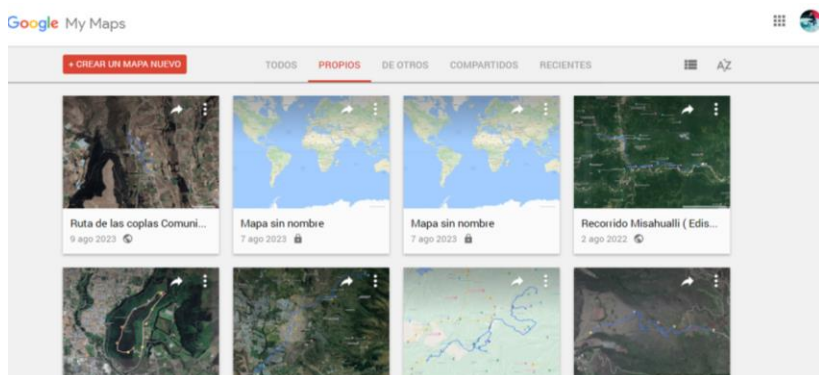 Google My Maps
+ CREAR UN MAPA NUEVO
TODOS PROPIOS DE OTROS COMPARTIDOS RECIENTES
AZ
Ruta de las coplas Comuni...
9 ago 2023
Mapa sin nombre
7 ago 2023
Mapa sin nombre
7 ago 2023
Recorrido Misahualli ( Edis...
2 ago 2022